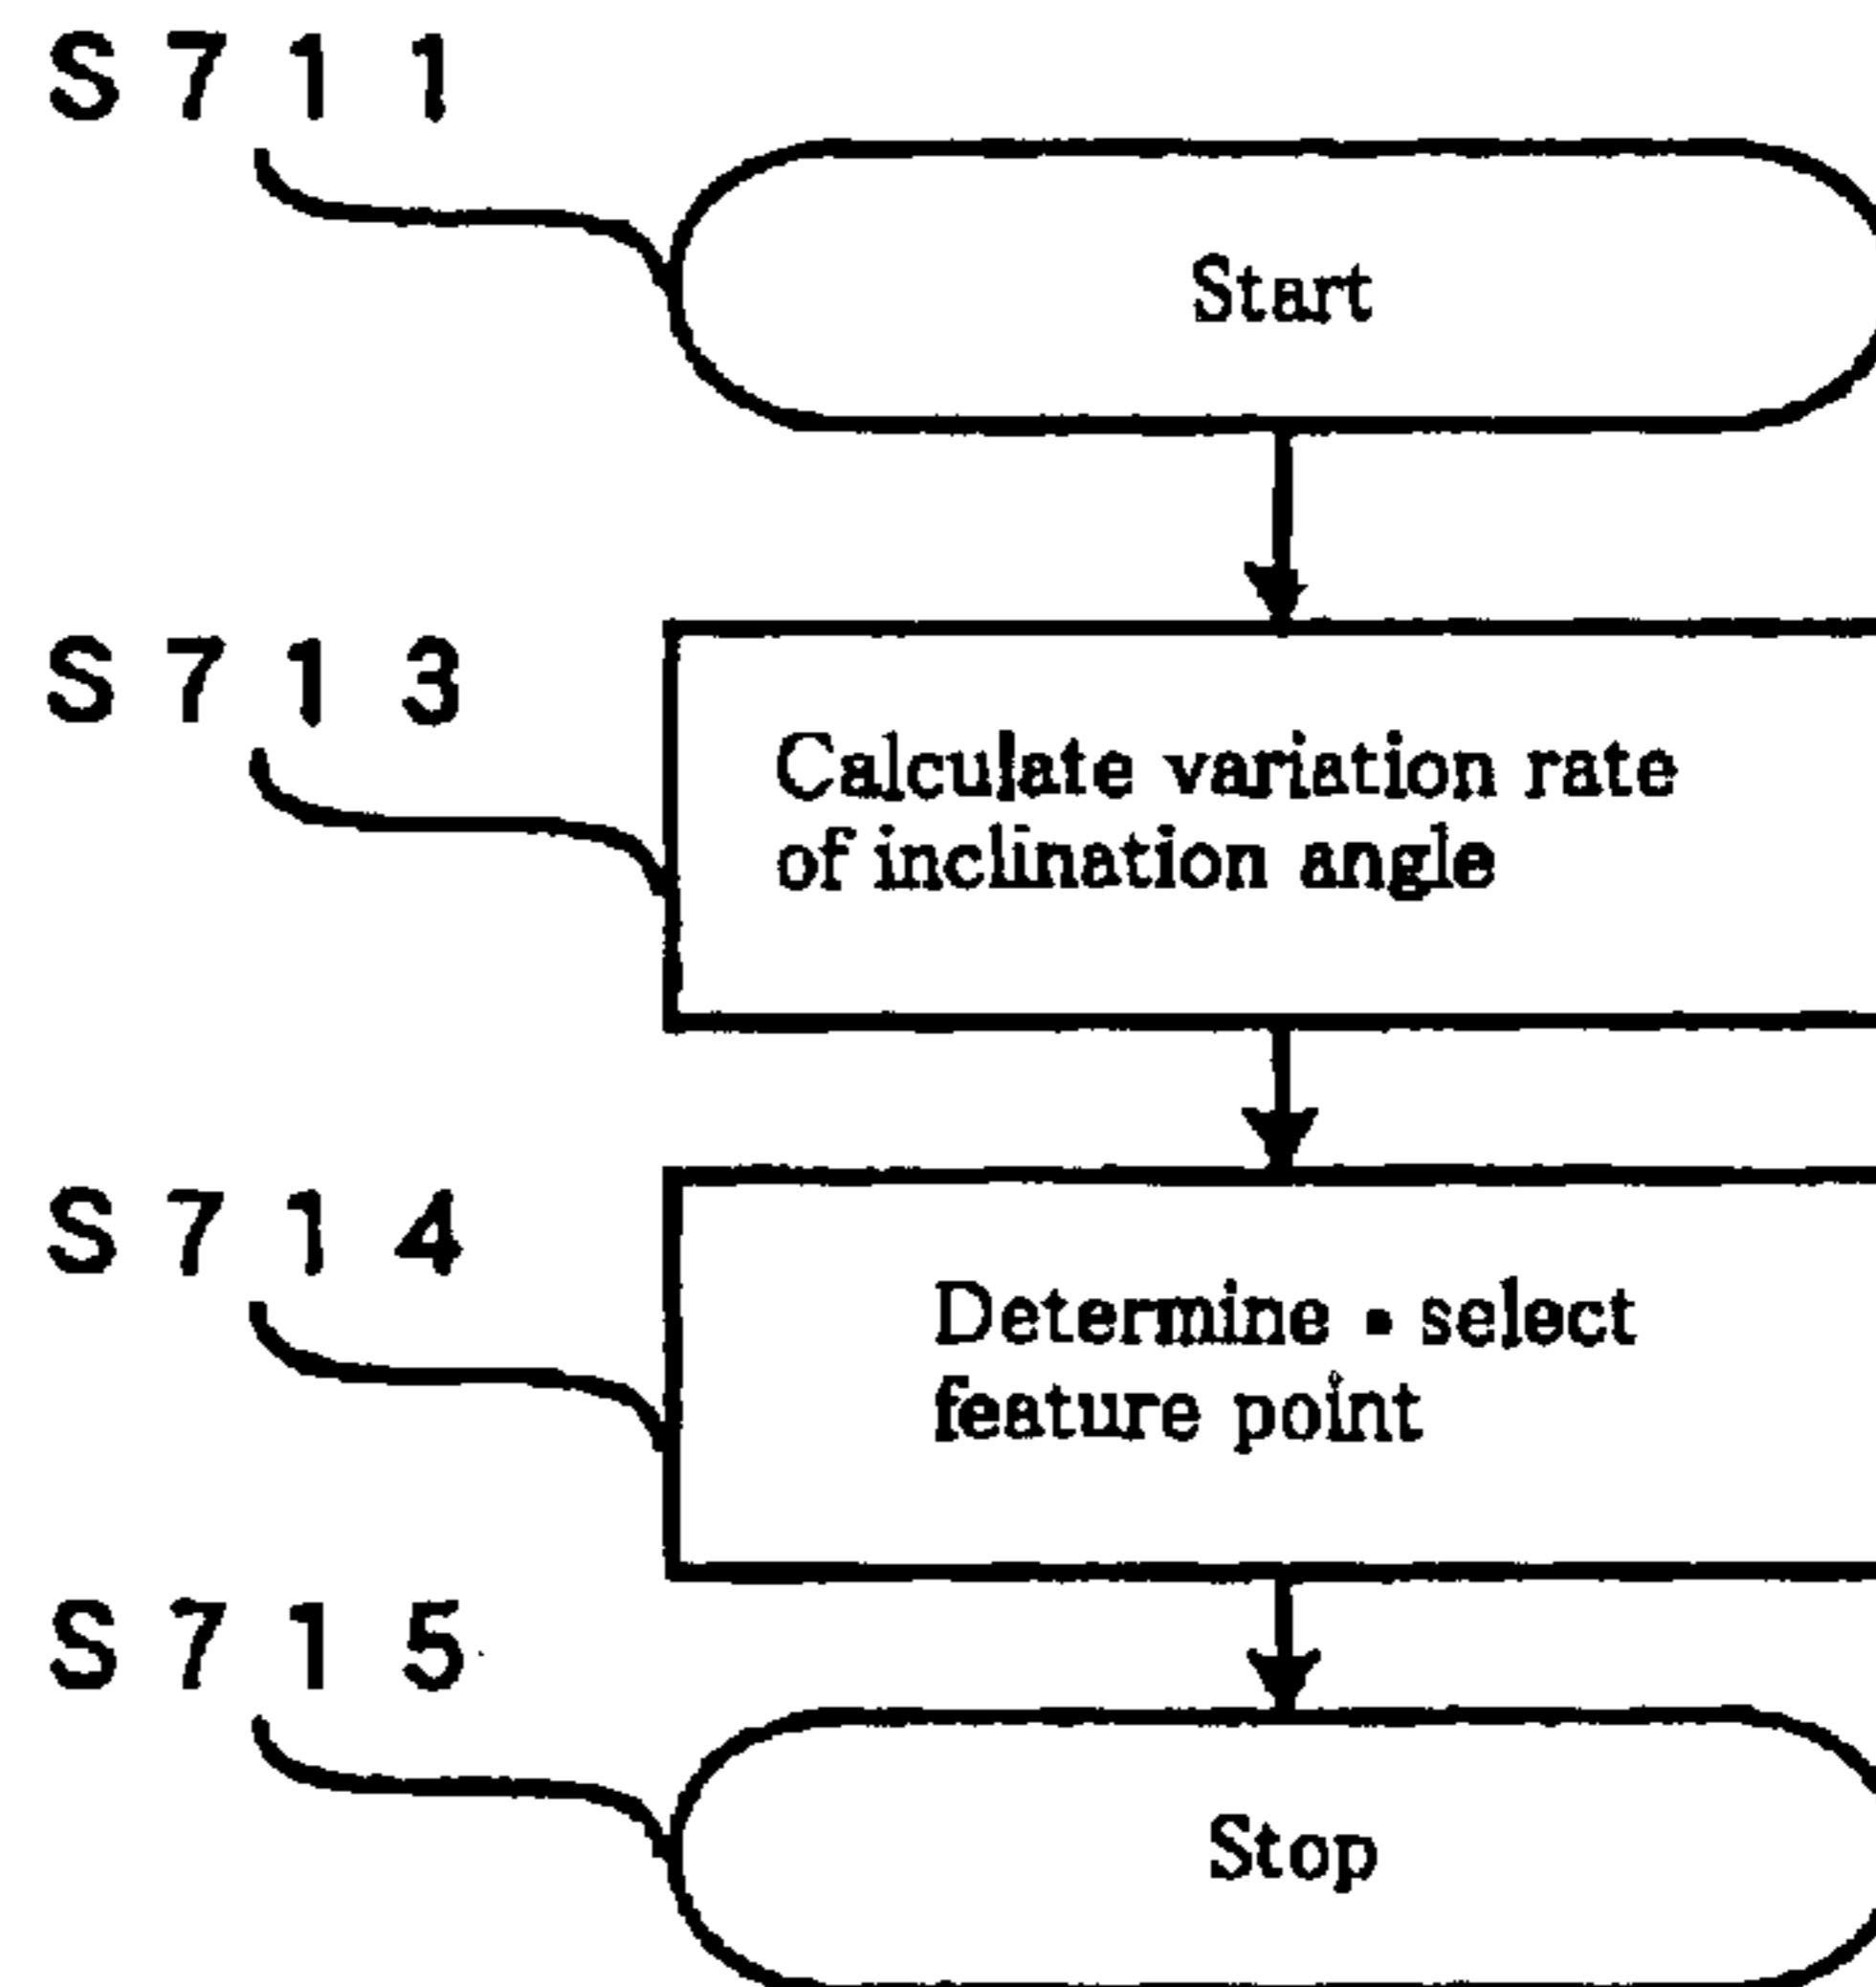 S711
Start
S713
Calculate variation rate
of inclination angle
S714
Determine・select
feature point
S715
Stop